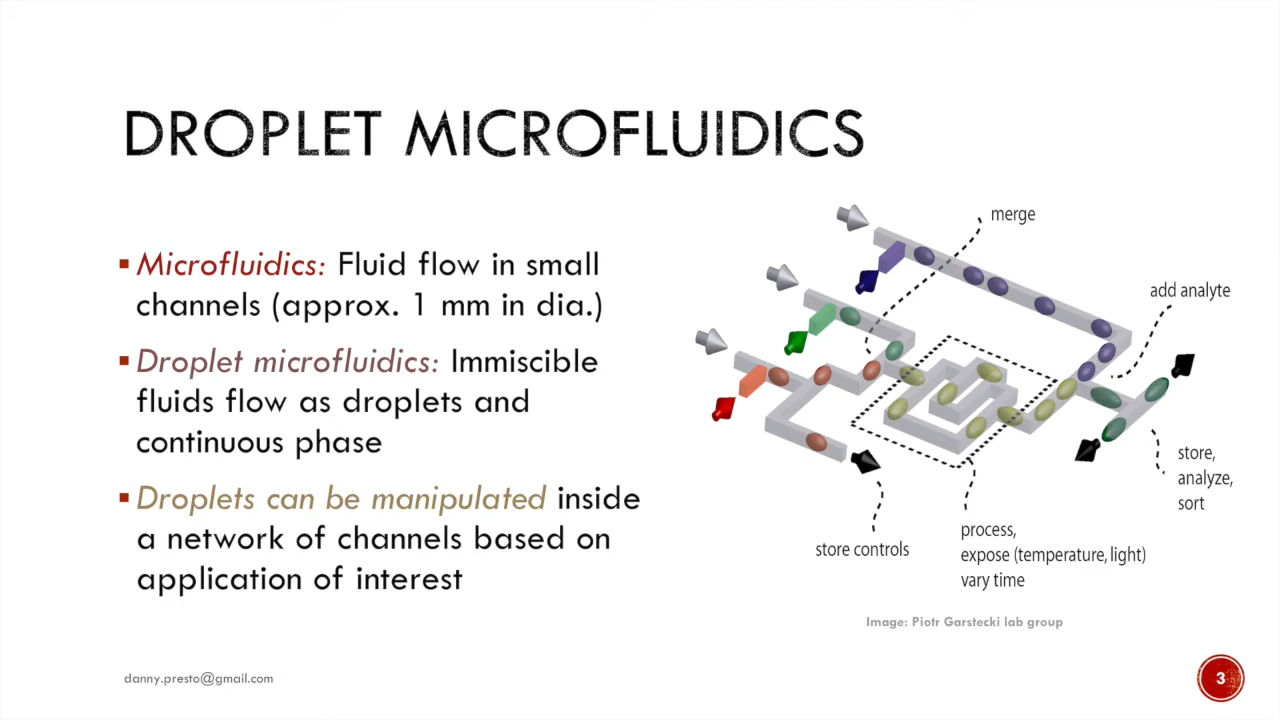 DROPLET MICROFLUIDICS
Microfluidics: Fluid flow in small
channels (approx. 1 mm in dia.)
Droplet microfluidics: Immiscible
fluids flow as droplets and
continuous phase
Droplets can be manipulated inside
a network of channels based on
application of interest
merge
add analyte
store,
analyze,
sort
store controls
process,
expose (temperature, light)
vary time
Image: Piotr Garstecki lab group
danny.presto@gmail.com
3